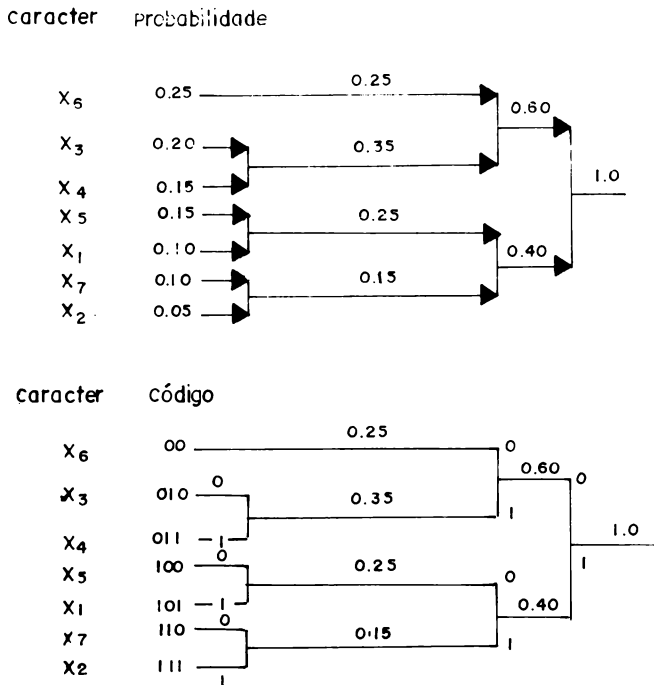 caracter Probabilidade
0.25
X6 0.25
0.60
X3 0.20
0.35
1.0
X4 0.15
X5 0.15
0.25
X1 0.10
0.40
X7 0.10
0.15
X2 0.05
caracter código
0.25
X6 00 0
0.60 0
X3 010 0
0.35
1
1.0
X4 011 1
0
X5 100
0.25 0
1
X1 101 1
0.40
0
X7 110
0.15 1
X2 111
1